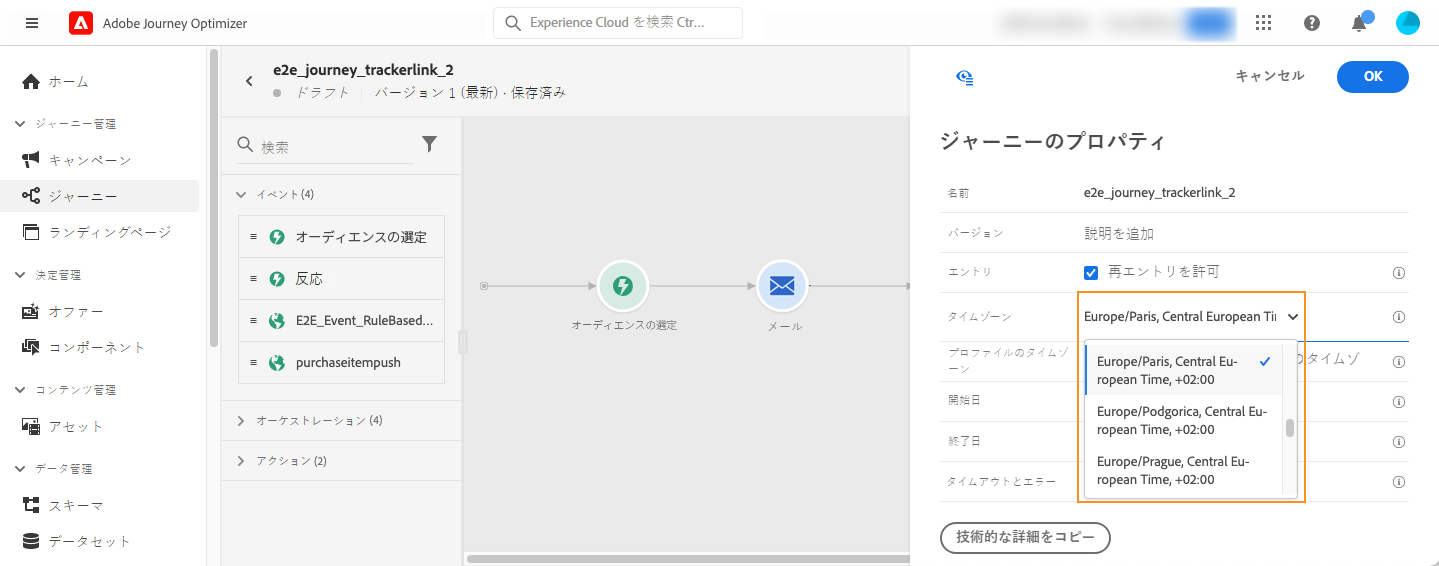 Adobe Journey Optimizer
Experience Cloud を検索 Ctr...
ホーム
ジャーニー管理
キャンペーン
ジャーニー
ランディングページ
決定管理
オファー
コンポーネント
コンテンツ管理
アセット
データ管理
スキーマ
データセット
e2e_journey_trackerlink_2
ドラフト
バージョン 1 (最新) · 保存済み
検索
イベント (4)
オーディエンスの選定
反応
E2E_Event_RuleBased...
purchaseitempush
オーケストレーション (4)
アクション (2)
オーディエンスの選定
メール
キャンセル
OK
ジャーニーのプロパティ
名前
e2e_journey_trackerlink_2
バージョン
説明を追加
エントリ
再エントリを許可
タイムゾーン
Europe/Paris, Central European Tir
プロファイルのタイムゾ
ーン
のタイムゾ
Europe/Paris, Central Eu-
ropean Time, +02:00
Europe/Podgorica, Central Eu-
ropean Time, +02:00
Europe/Prague, Central Eu-
ropean Time, +02:00
開始日
終了日
タイムアウトとエラー
技術的な詳細をコピー